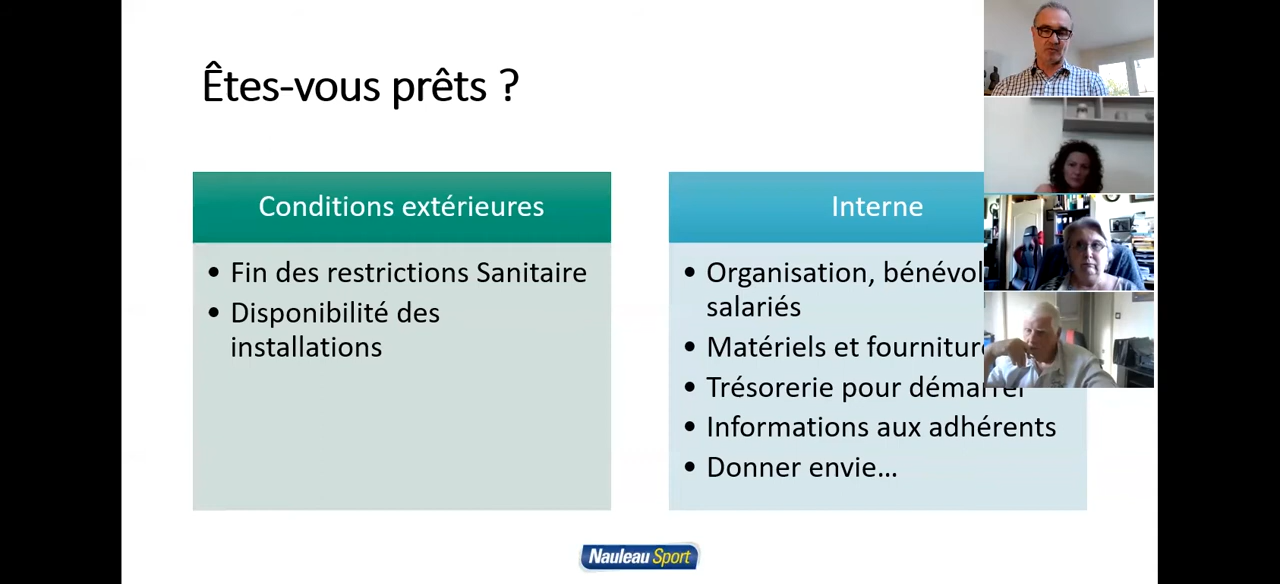 Êtes-vous prêts ?
Conditions extérieures
• Fin des restrictions Sanitaire
• Disponibilité des
installations
Interne
• Organisation,
salariés
• Matériels et
• Trésorerie pour démarrer
• Informations aux adhérents
• Donner envie...
Nauleau Sport